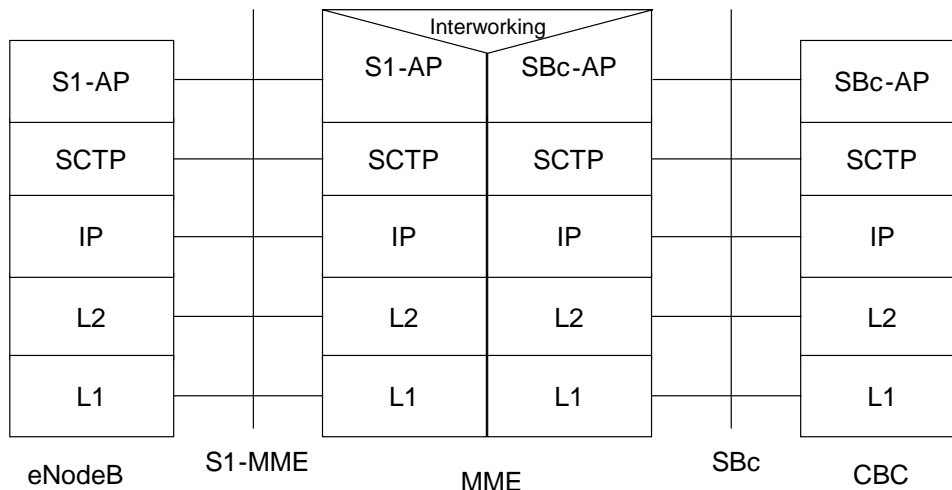 Interworking
S1-AP
S1-AP
SBc-AP
SBc-AP
SCTP
SCTP
SCTP
SCTP
IP
IP
IP
IP
L2
L2
L2
L2
L1
L1
L1
L1
eNodeB
S1-MME
MME
SBc
CBC